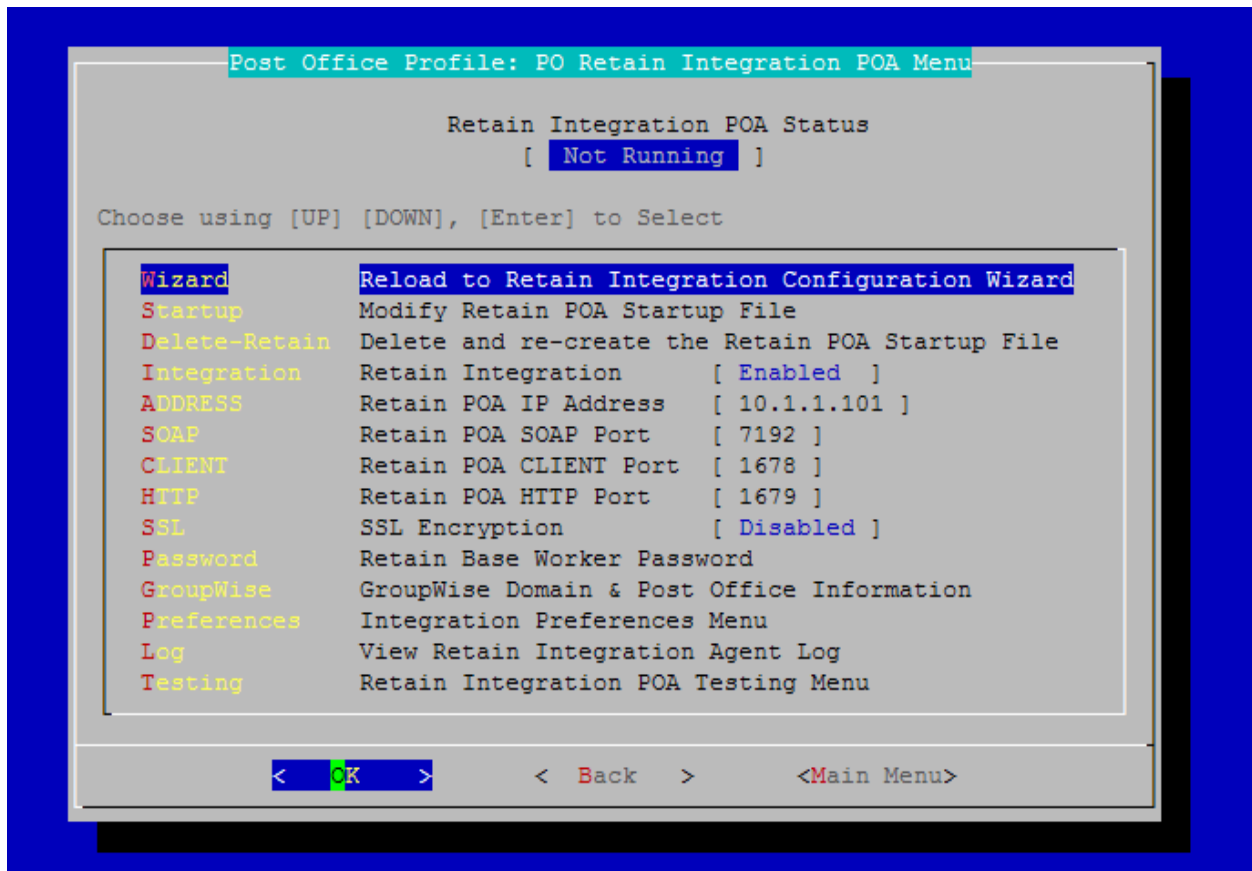 Post Office Profile: PO Retain Integration POA Menu
Retain Integration POA Status
[ Not Running ]
Choose using [UP] [DOWN], [Enter] to Select
Wizard Reload to Retain Integration Configuration Wizard
Startup Modify Retain POA Startup File
Delete-Retain Delete and re-create the Retain POA Startup File
Integration Retain Integration [ Enabled ]
ADDRESS Retain POA IP Address [ 10.1.1.101 ]
SOAP Retain POA SOAP Port [ 7192 ]
CLIENT Retain POA CLIENT Port [ 1678 ]
HTTP Retain POA HTTP Port [ 1679 ]
SSL SSL Encryption [ Disabled ]
Password Retain Base Worker Password
GroupWise GroupWise Domain & Post Office Information
Preferences Integration Preferences Menu
Log View Retain Integration Agent Log
Testing Retain Integration POA Testing Menu
< OK > < Back > <Main Menu>